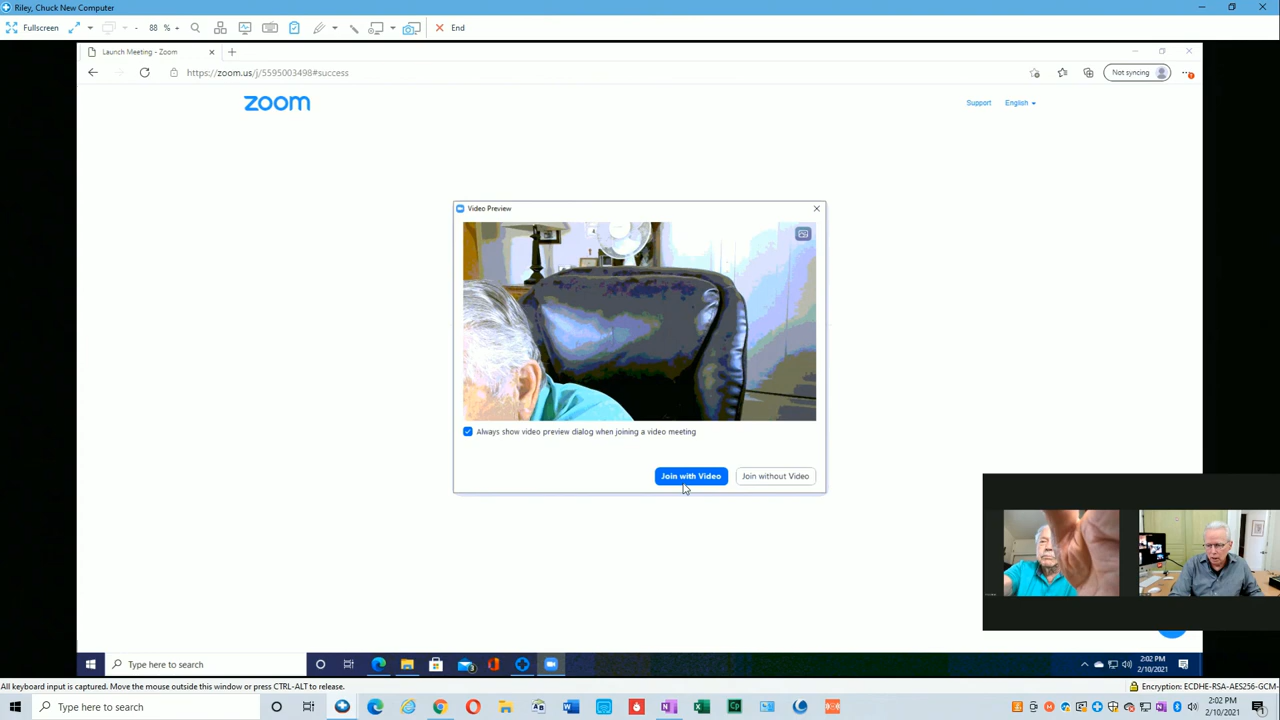 Riley, Chuck New Computer
Fullscreen - 88 % End
Launch Meeting - Zoom
https://zoom.us/j/5595003498#success
Not syncing
zoom
Support English
Video Preview
Always show video preview dialog when joining a video meeting
Join with Video Join without Video
Type here to search
2:02 PM
2/10/2021
All keyboard input is captured. Move the mouse outside this window or press CTRL-ALT to release.
Encryption: ECDHE-RSA-AES256-GCM-
Type here to search
2:02 PM
2/10/2021